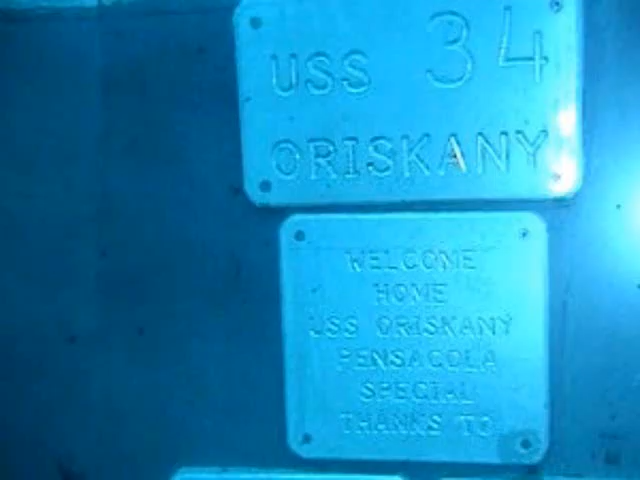 USS 34
ORISKANY
WELCOME
HOME
USS ORISKANY
PENSACOLA
SPECIAL
THANKS TO